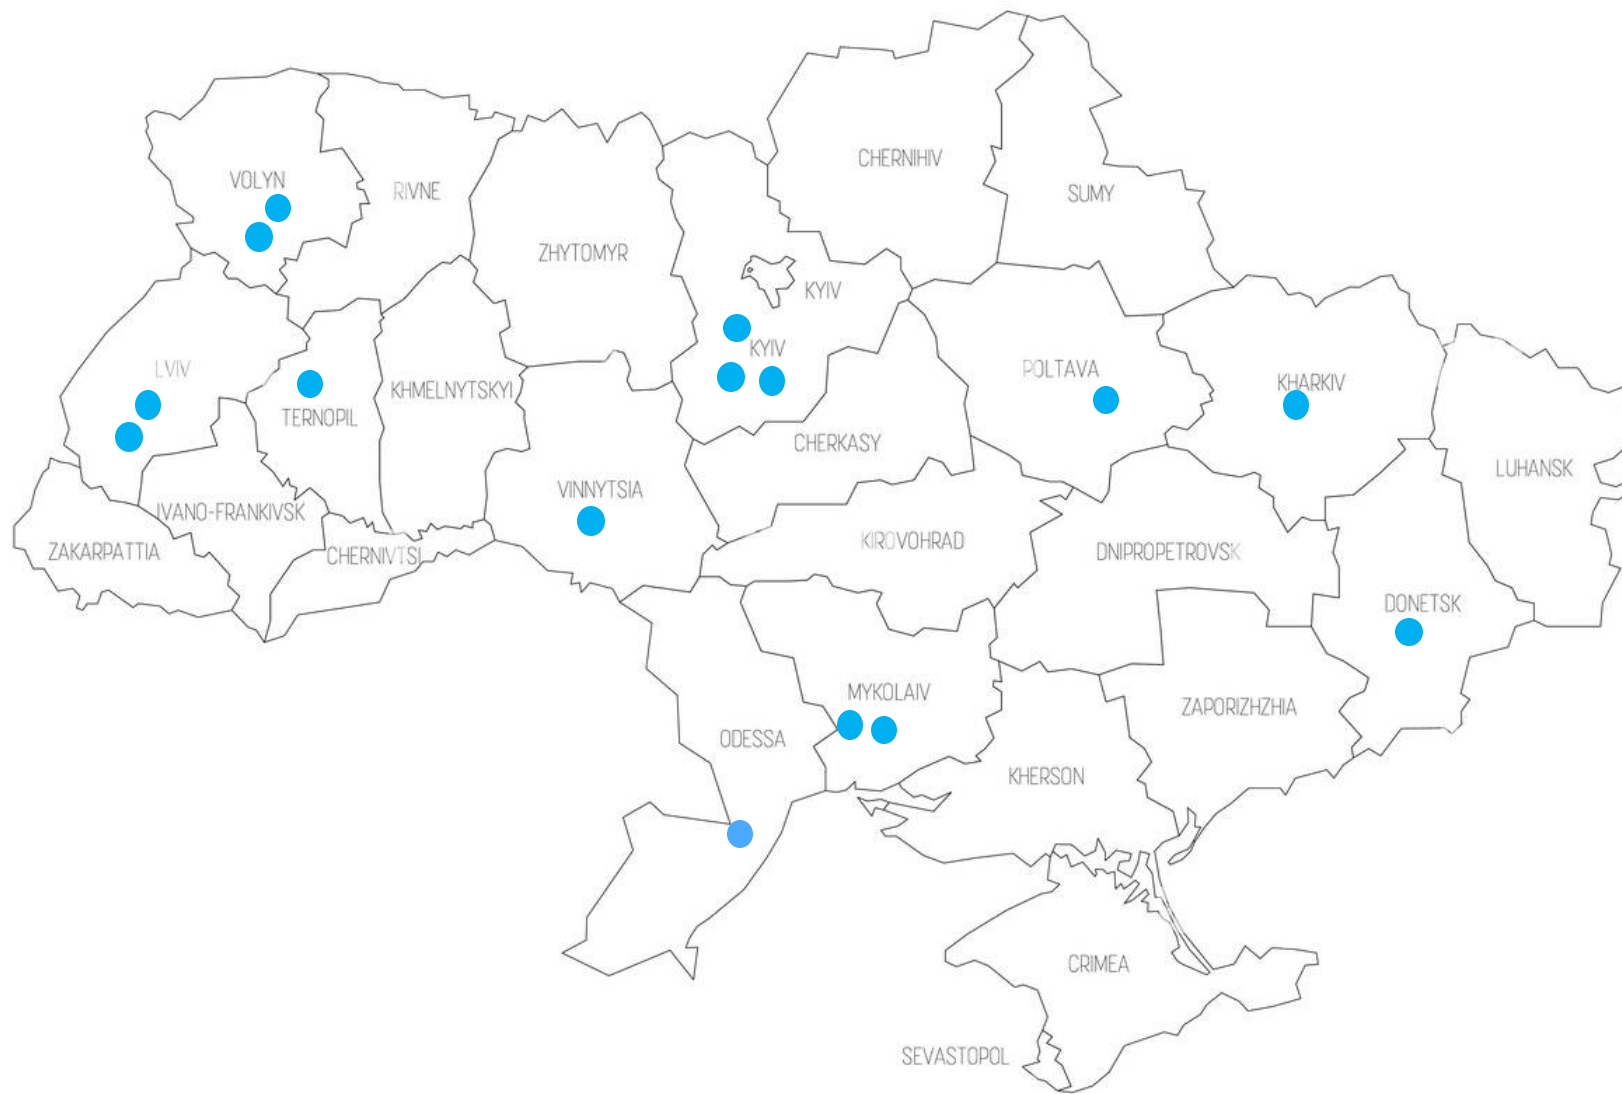 CHERNIHIV
VOLYN
RIVNE
SUMY
ZHYTOMYR
KYIV
KYIV
LVIV
POLTAVA
KHARKIV
KHMELNYTSKYI
TERNOPIL
CHERKASY
LUHANSK
VINNYTSIA
IVANO-FRANKIVSK
KIROVOHRAD
ZAKARPATTIA
CHERNIVTSI
DNIPROPETROVSK
DONETSK
MYKOLAIV
ZAPORIZHZHIA
ODESSA
KHERSON
CRIMEA
SEVASTOPOL